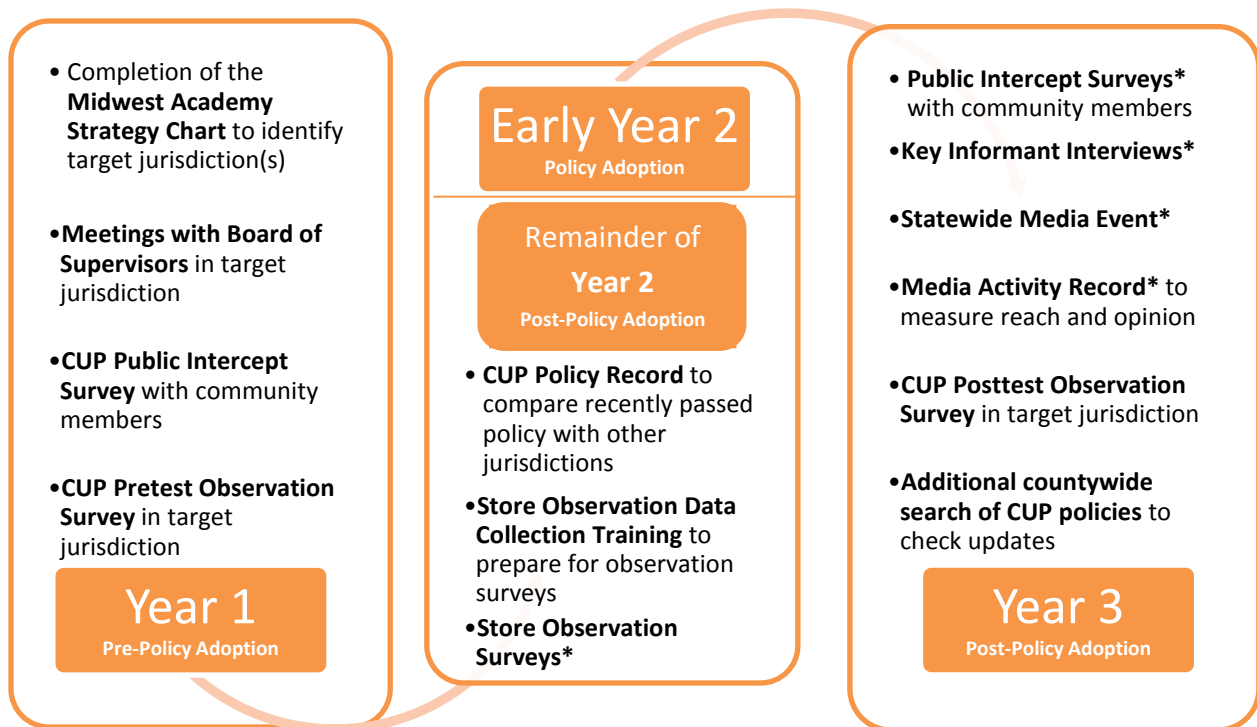 • Completion of the
Midwest Academy
Strategy Chart to identify
target jurisdiction(s)
•Meetings with Board of
Supervisors in target
jurisdiction
•CUP Public Intercept
Survey with community
members
•CUP Pretest Observation
Survey in target
jurisdiction
Year 1
Pre-Policy Adoption
Early Year 2
Policy Adoption
Remainder of
Year 2
Post-Policy Adoption
• CUP Policy Record to
compare recently passed
policy with other
jurisdictions
•Store Observation Data
Collection Training to
prepare for observation
surveys
•Store Observation
Surveys*
• Public Intercept Surveys*
with community members
•Key Informant Interviews*
•Statewide Media Event*
•Media Activity Record* to
measure reach and opinion
•CUP Posttest Observation
Survey in target jurisdiction
•Additional countywide
search of CUP policies to
check updates
Year 3
Post-Policy Adoption